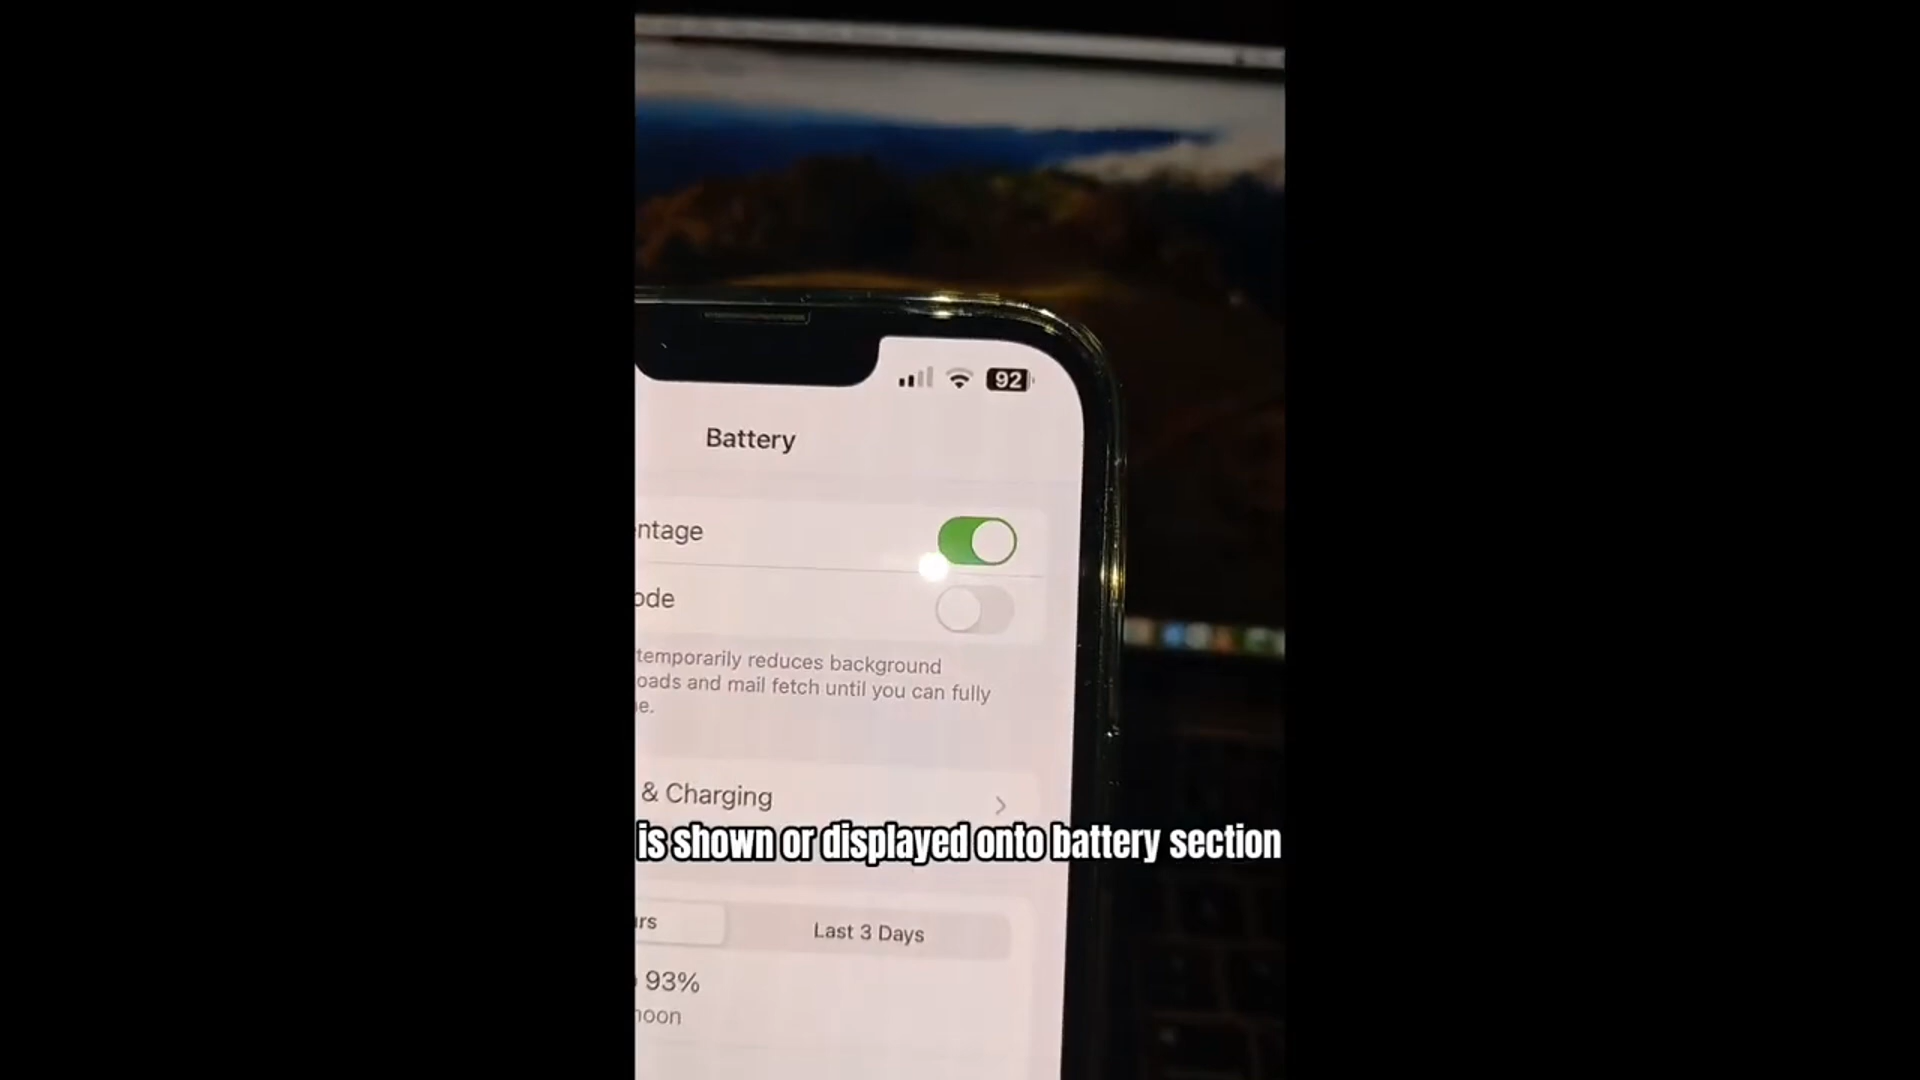 92
Battery
ntage
ode
temporarily reduces background
oads and mail fetch until you can fully
e.
& Charging
is shown or displayed onto battery section
urs
Last 3 Days
93%
noon